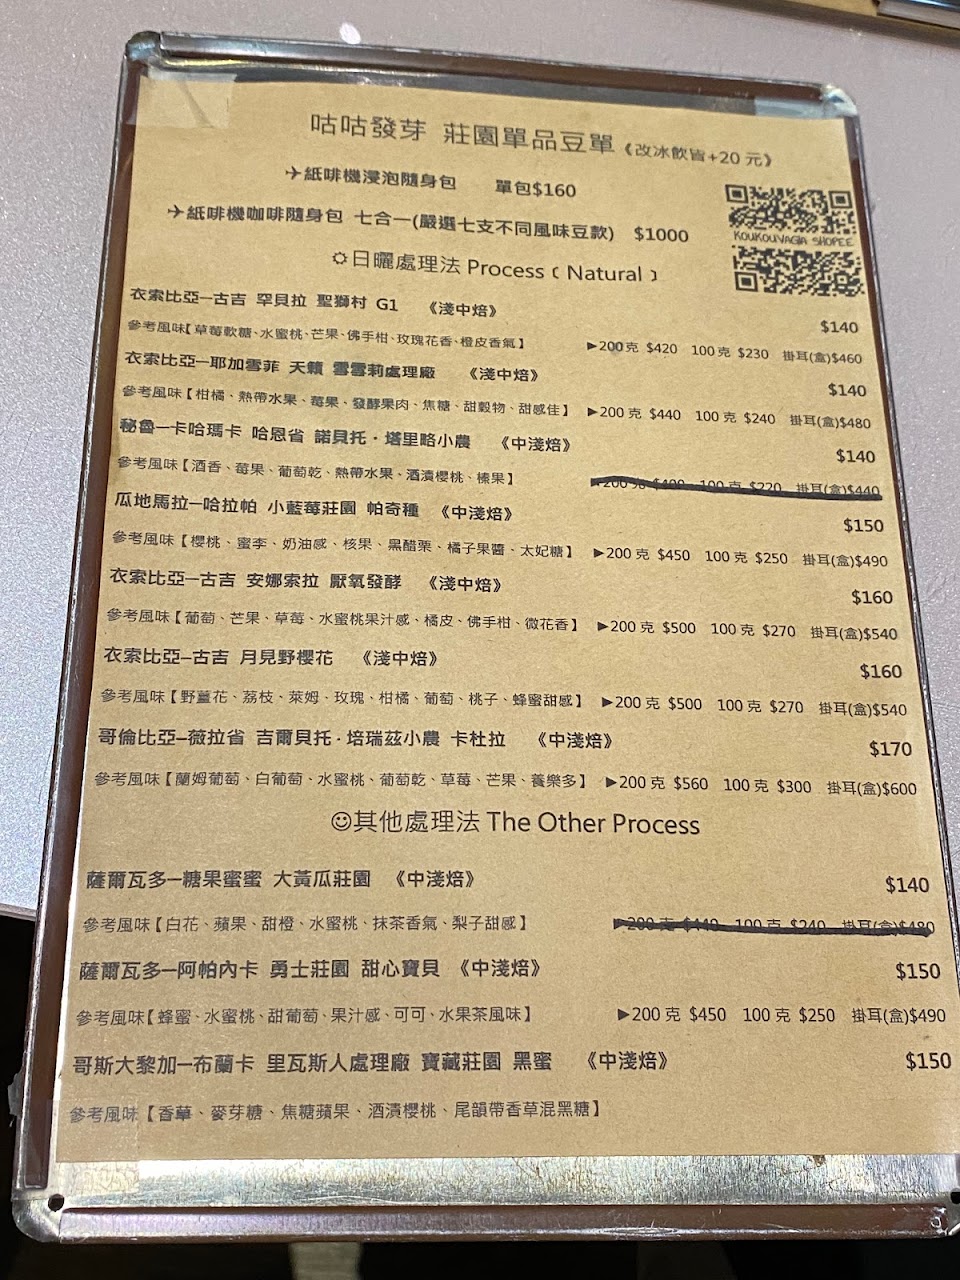 咕咕發芽 莊園單品豆單《改冰飲皆+20 元》
✈紙啡機浸泡隨身包 單包$160
✈紙啡機咖啡隨身包 七合一(嚴選七支不同風味豆款) $1000
KOUKOUVAGIA SHOPEE
☼日曬處理法 Process﹝Natural﹞
衣索比亞—古吉 罕貝拉 聖獅村 G1 《淺中焙》 $140
參考風味【草莓軟糖、水蜜桃、芒果、佛手柑、玫瑰花香、橙皮香氣】 ▶200克 $420 100克 $230 掛耳(盒)$460
衣索比亞—耶加雪菲 天籟 雪雪莉處理廠 《淺中焙》 $140
參考風味【柑橘、熱帶水果、莓果、發酵果肉、焦糖、甜穀物、甜感佳】 ▶200克 $440 100克 $240 掛耳(盒)$480
秘魯—卡哈瑪卡 哈恩省 諾貝托·塔里略小農 《中淺焙》 $140
參考風味【酒香、莓果、葡萄乾、熱帶水果、酒漬櫻桃、榛果】 ▶200克 $400 100克 $220 掛耳(盒)$440
瓜地馬拉—哈拉帕 小藍莓莊園 帕奇種 《中淺焙》 $150
參考風味【櫻桃、蜜李、奶油感、核果、黑醋栗、橘子果醬、太妃糖】 ▶200克 $450 100克 $250 掛耳(盒)$490
衣索比亞—古吉 安娜索拉 厭氧發酵 《淺中焙》 $160
參考風味【葡萄、芒果、草莓、水蜜桃果汁感、橘皮、佛手柑、微花香】 ▶200克 $500 100克 $270 掛耳(盒)$540
衣索比亞—古吉 月見野櫻花 《淺中焙》 $160
參考風味【野薑花、荔枝、萊姆、玫瑰、柑橘、葡萄、桃子、蜂蜜甜感】 ▶200克 $500 100克 $270 掛耳(盒)$540
哥倫比亞—薇拉省 吉爾貝托·培瑞茲小農 卡杜拉 《中淺焙》 $170
參考風味【蘭姆葡萄、白葡萄、水蜜桃、葡萄乾、草莓、芒果、養樂多】 ▶200克 $560 100克 $300 掛耳(盒)$600
☺其他處理法 The Other Process
薩爾瓦多—糖果蜜蜜 大黃瓜莊園 《中淺焙》 $140
參考風味【白花、蘋果、甜橙、水蜜桃、抹茶香氣、梨子甜感】 ▶200克 $440 100克 $240 掛耳(盒)$480
薩爾瓦多—阿帕內卡 勇士莊園 甜心寶貝 《中淺焙》 $150
參考風味【蜂蜜、水蜜桃、甜葡萄、果汁感、可可、水果茶風味】 ▶200克 $450 100克 $250 掛耳(盒)$490
哥斯大黎加—布蘭卡 里瓦斯人處理廠 寶藏莊園 黑蜜 《中淺焙》 $150
參考風味【香草、麥芽糖、焦糖蘋果、酒漬櫻桃、尾韻帶香草混黑糖】